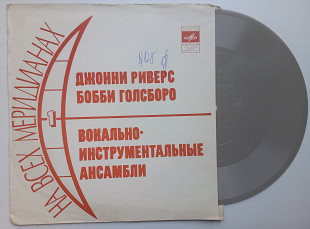 НА ВСЕХ МЕРИДИАНАХ
1
ДЖОННИ РИВЕРС
БОББИ ГОЛСБОРО
ВОКАЛЬНО-
ИНСТРУМЕНТАЛЬНЫЕ
АНСАМБЛИ